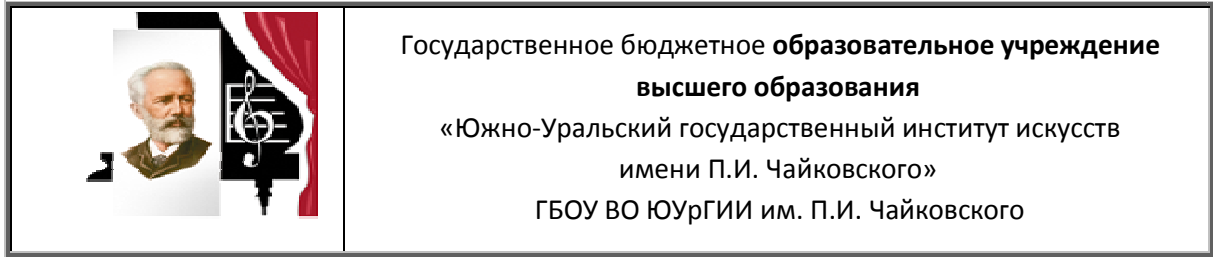 Государственное бюджетное образовательное учреждение
высшего образования
«Южно-Уральский государственный институт искусств
имени П.И. Чайковского»
ГБОУ ВО ЮУрГИИ им. П.И. Чайковского